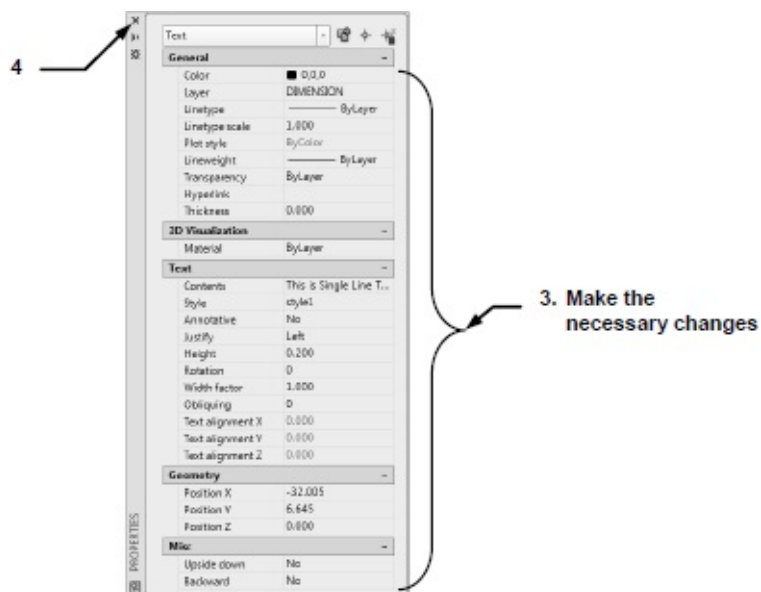 4
Text
General
Color 0,0,0
Layer DIMENSION
Linetype ByLayer
Linetype scale 1.000
Plot style ByColor
Lineweight ByLayer
Transparency ByLayer
Hyperlink
Thickness 0.000
3D Visualization
Material ByLayer
Text
Contents This is Single Line T...
Style style1
Annotative No
Justify Left
Height 0.200
Rotation 0
Width factor 1.000
Obliquing 0
Text alignment X 0.000
Text alignment Y 0.000
Text alignment Z 0.000
Geometry
Position X -32.005
Position Y 6.645
Position Z 0.000
Misc
Upside down No
Backward No
PROPERTIES
3. Make the
necessary changes